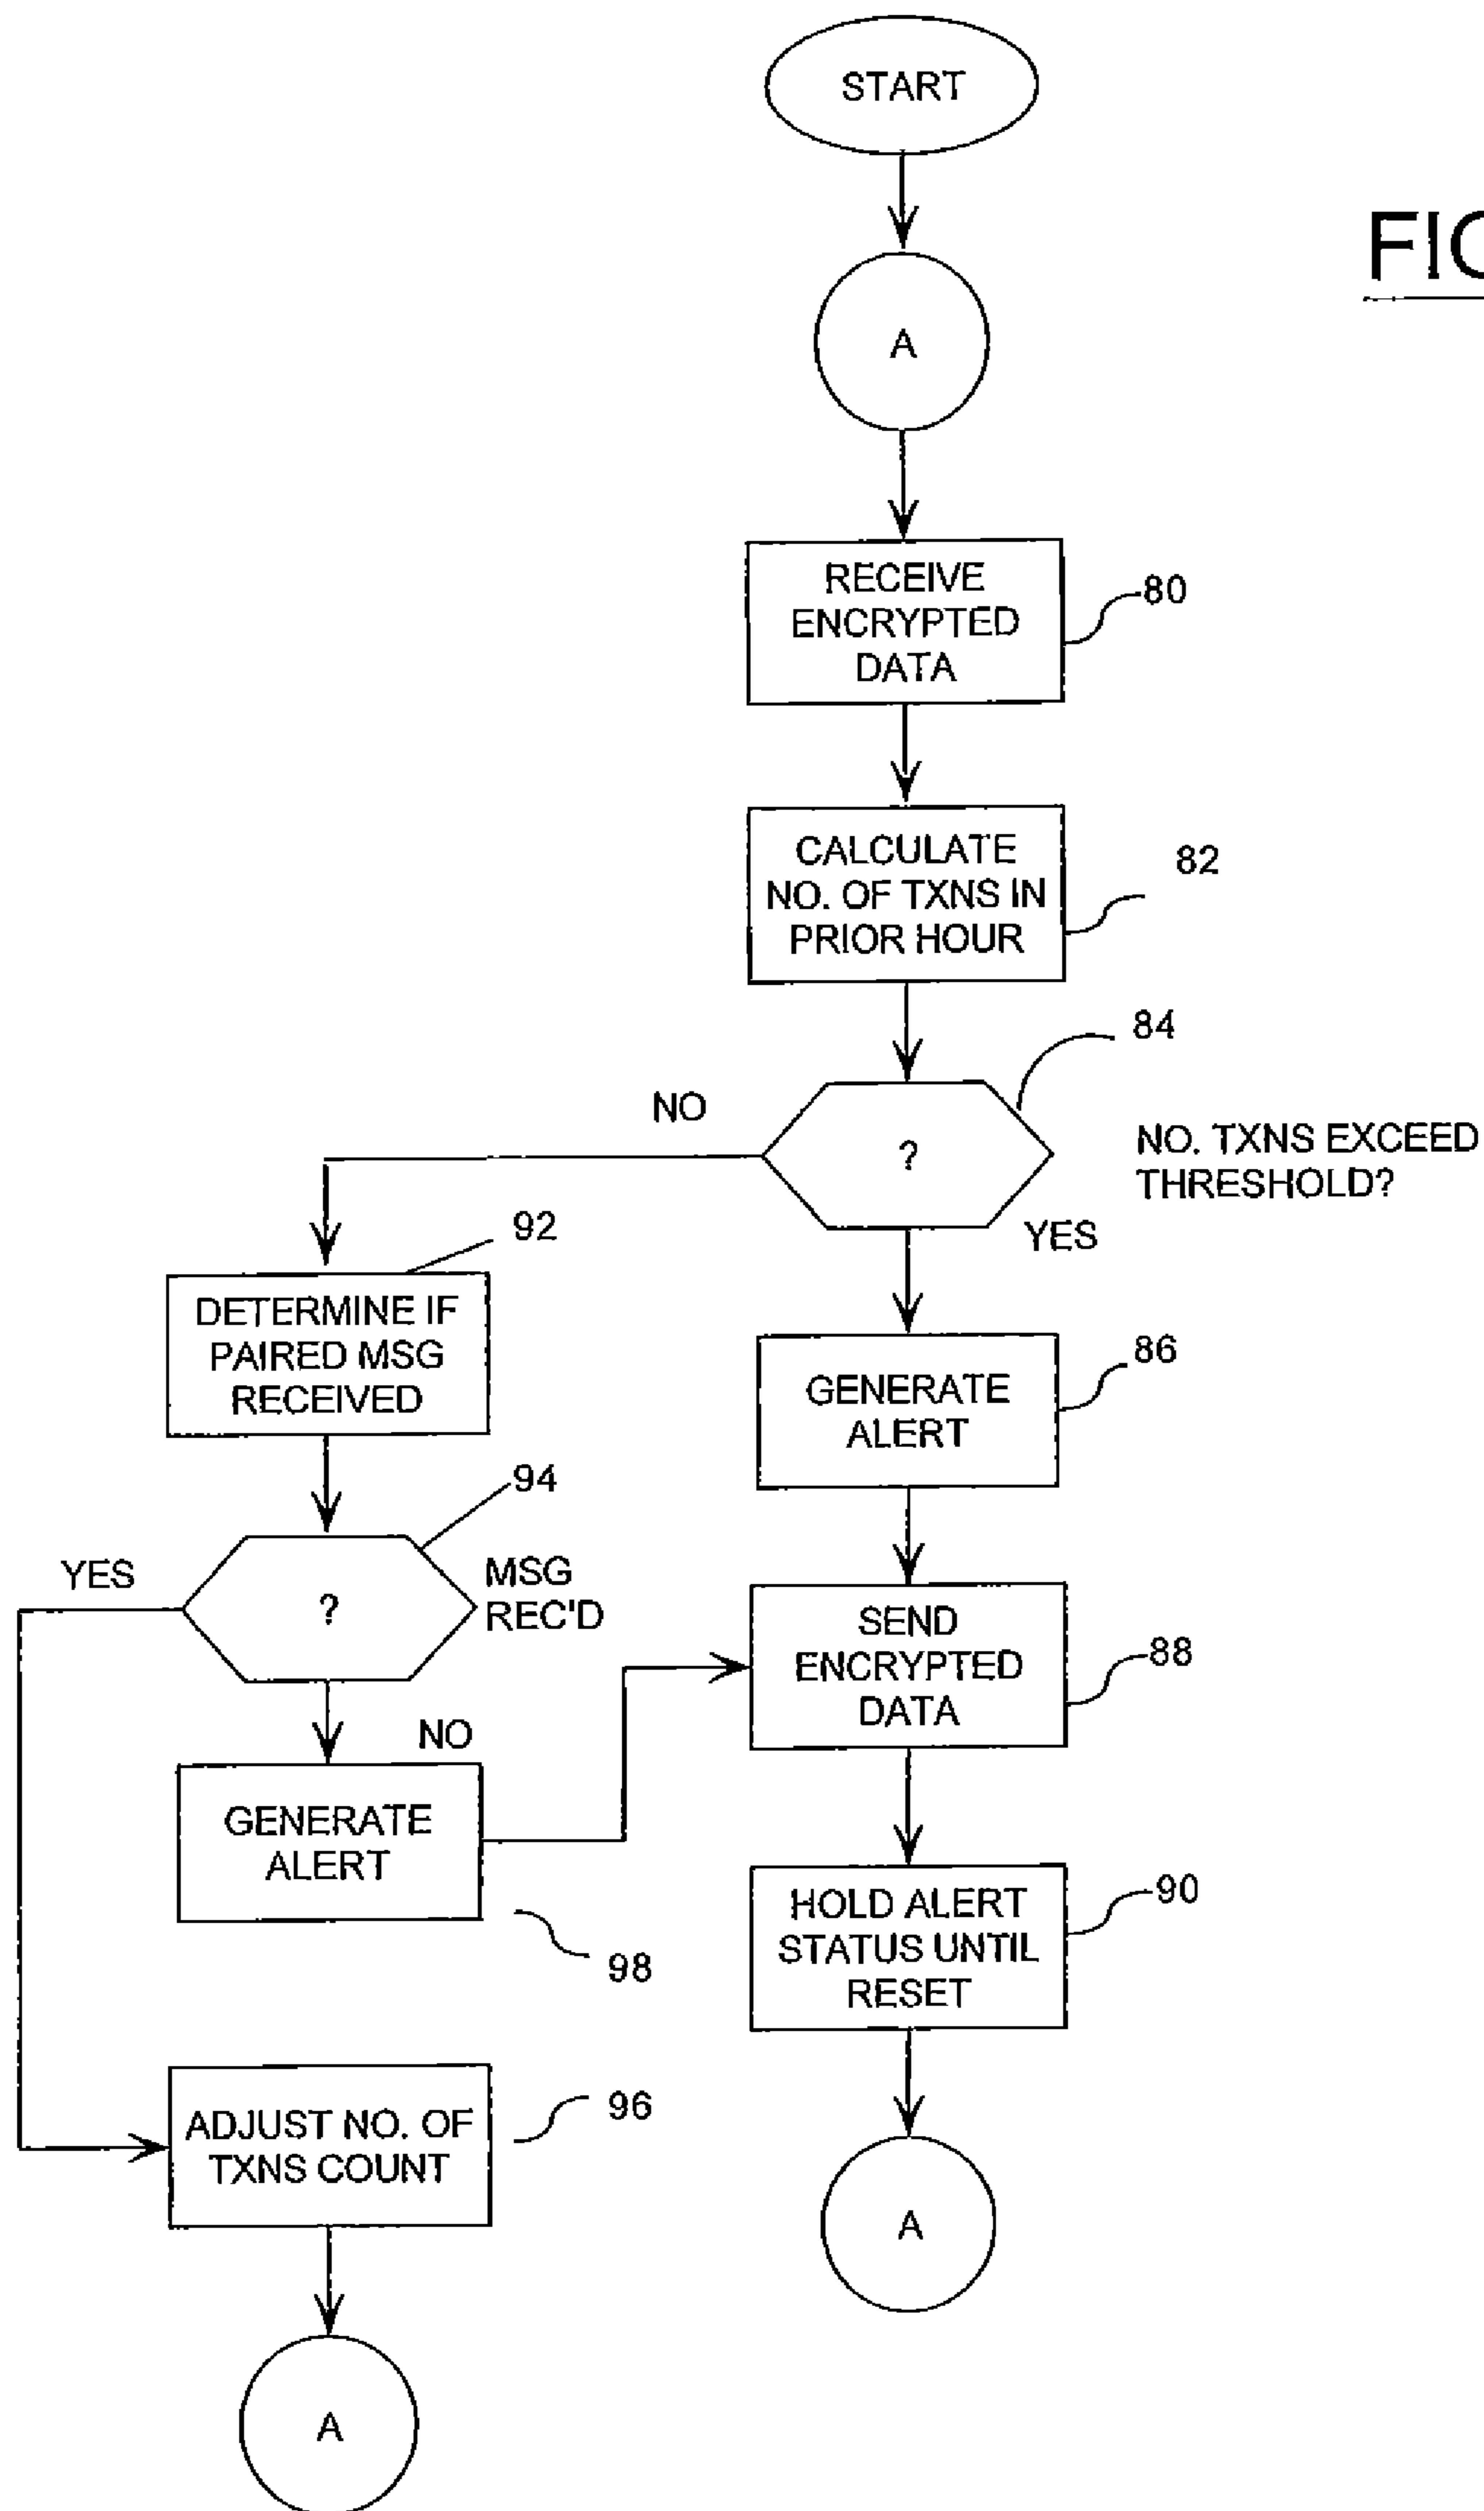 START
A
RECEIVE
ENCRYPTED
DATA
80
CALCULATE
NO. OF TXNS IN
PRIOR HOUR
82
84
NO
?
NO. TXNS EXCEED
THRESHOLD?
YES
92
DETERMINE IF
PAIRED MSG
RECEIVED
86
GENERATE
ALERT
94
YES
?
MSG
REC'D
SEND
ENCRYPTED
DATA
88
NO
GENERATE
ALERT
98
HOLD ALERT
STATUS UNTIL
RESET
90
ADJUST NO. OF
TXNS COUNT
96
A
A